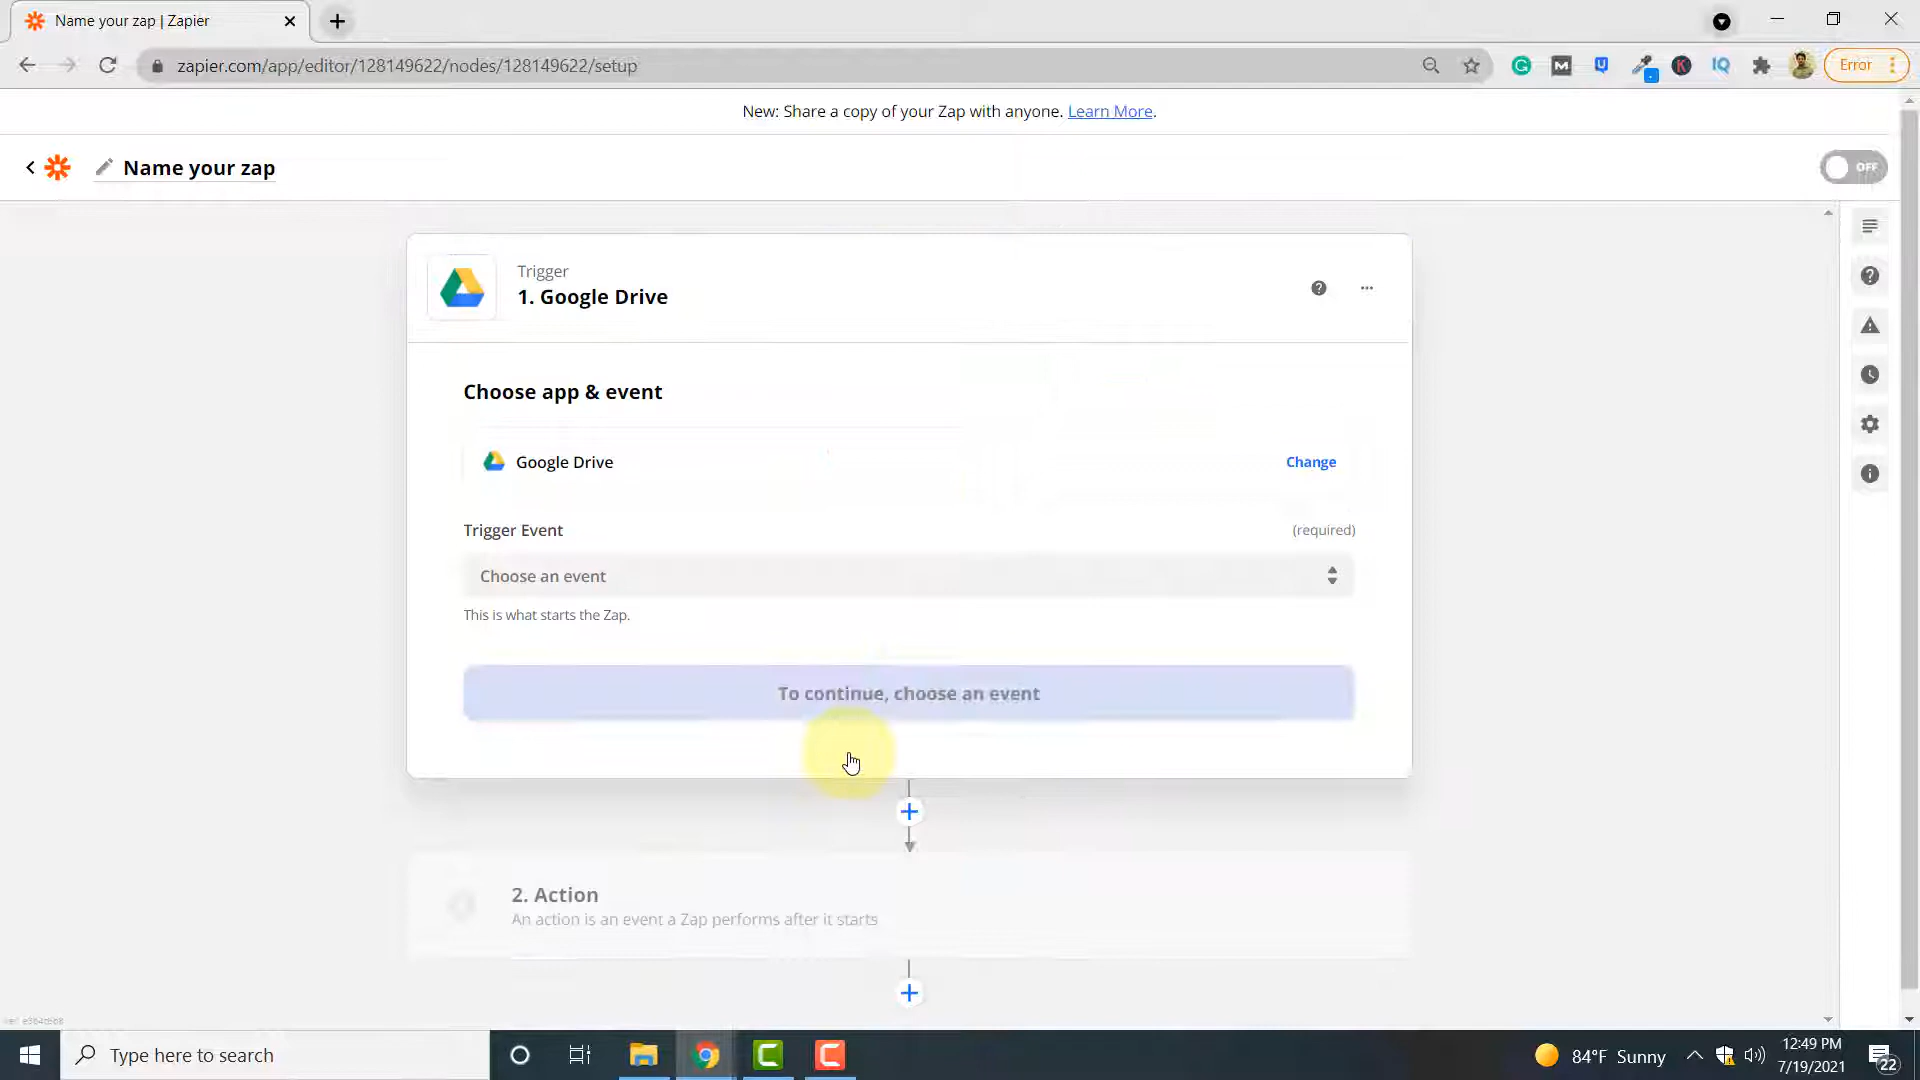 Name your zap | Zapier
zapier.com/app/editor/128149622/nodes/128149622/setup
Error
New: Share a copy of your Zap with anyone. Learn More.
Name your zap
OFF
Trigger
1. Google Drive
Choose app & event
Google Drive
Change
Trigger Event
(required)
Choose an event
This is what starts the Zap.
To continue, choose an event
2. Action
An action is an event a Zap performs after it starts
Type here to search
84°F Sunny
12:49 PM
7/19/2021
22